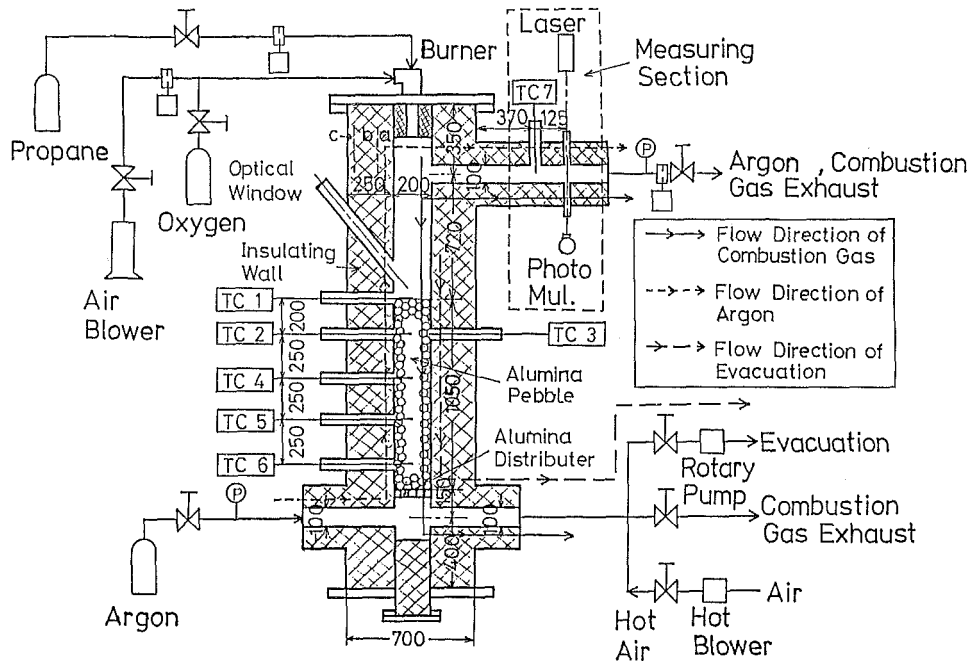 Laser
Burner
Measuring
Section
TC 7
370
125
350
Propane
c
b
a
P
Optical
Window
Oxygen
250
200
100
Argon , Combustion
Gas Exhaust
Insulating
Wall
720
Photo
Mul.
Flow Direction of
Combustion Gas
Flow Direction of
Argon
Flow Direction of
Evacuation
Air
Blower
TC 1
200
TC 2
TC 3
250
TC 4
Alumina
Pebble
1050
250
TC 5
250
TC 6
Alumina
Distributer
Evacuation
Rotary
Pump
P
150
100
100
Combustion
Gas Exhaust
400
Argon
Air
Hot
Air
Hot
Blower
700